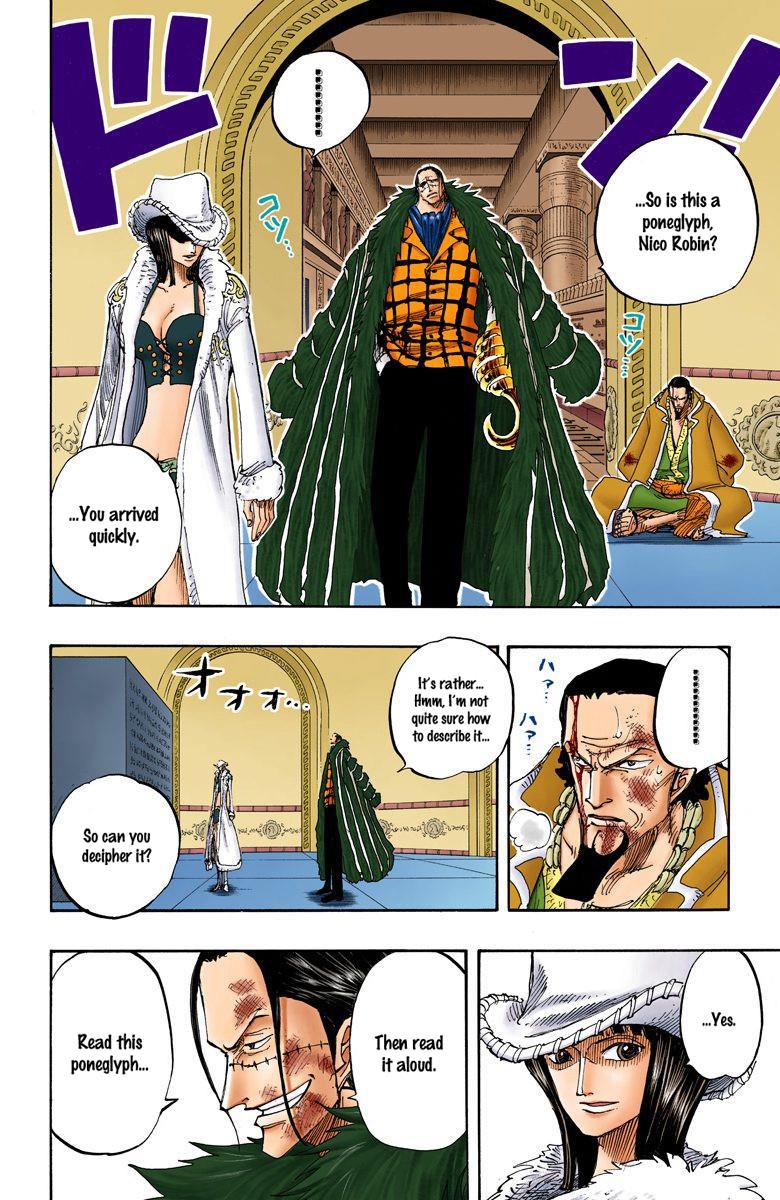 ドン
...So is this a
poneglyph,
Nico Robin?
コツ...
コツ....
...You arrived
quickly.
ハァ...
ハァ...
オオオ...
It's rather...
Hmm, I'm not
quite sure how
to describe it...
So can you
decipher it?
...Yes.
Then read
it aloud.
Read this
poneglyph...